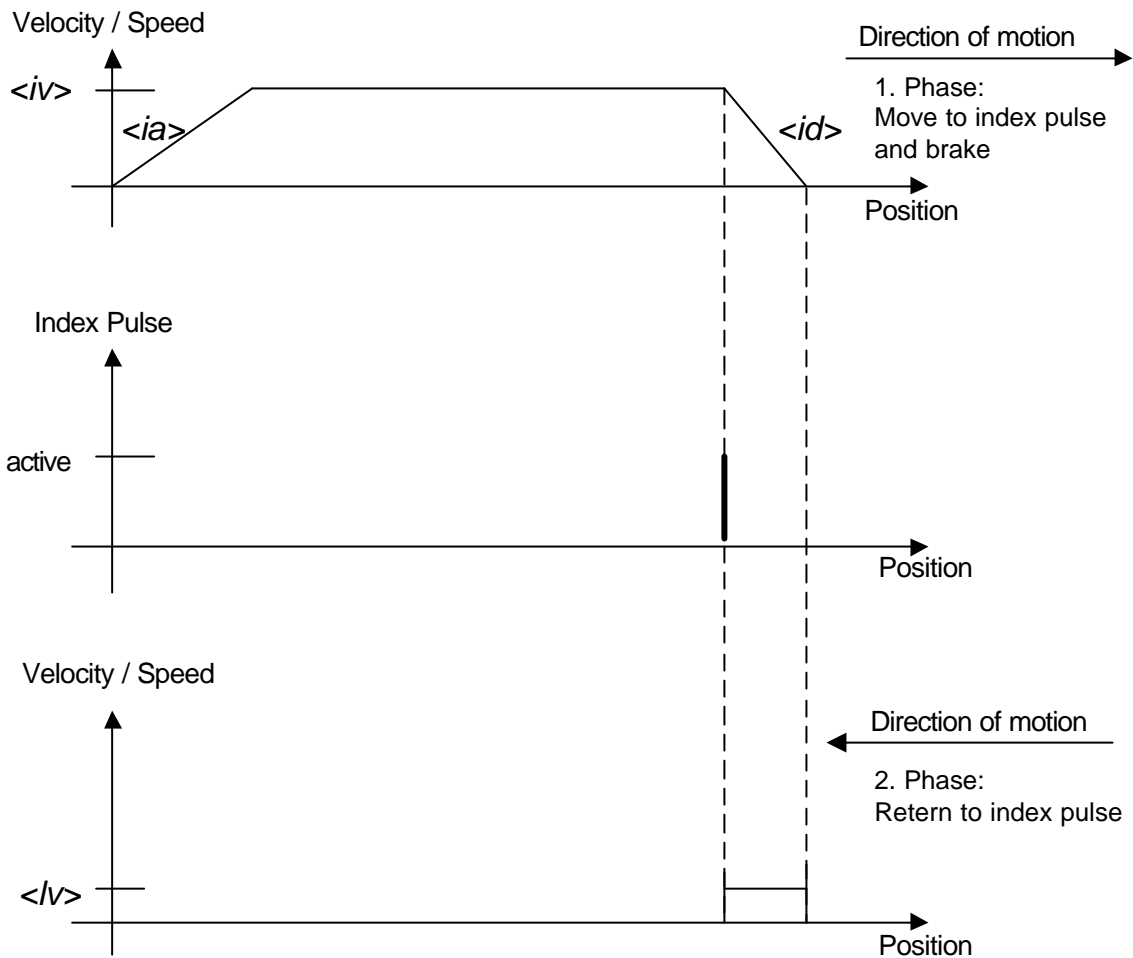 Velocity / Speed
<iv>
<ia>
<id>
Position
Direction of motion
1. Phase:
Move to index pulse
and brake
Index Pulse
active
Position
Velocity / Speed
<lv>
Position
Direction of motion
2. Phase:
Retern to index pulse